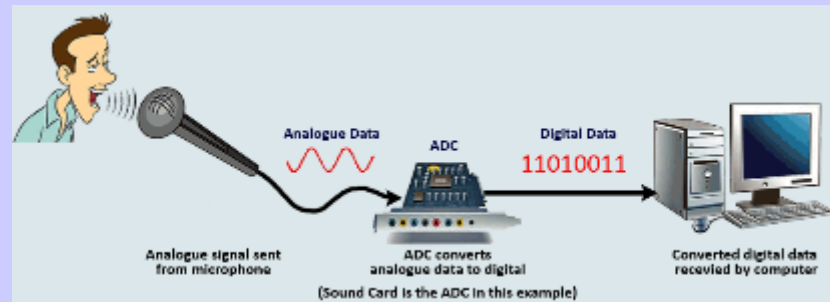 Analogue Data
ADC
Digital Data
11010011
Analogue signal sent
from microphone
ADC converts
analogue data to digital
Converted digital data
recevied by computer
(Sound Card is the ADC in this example)